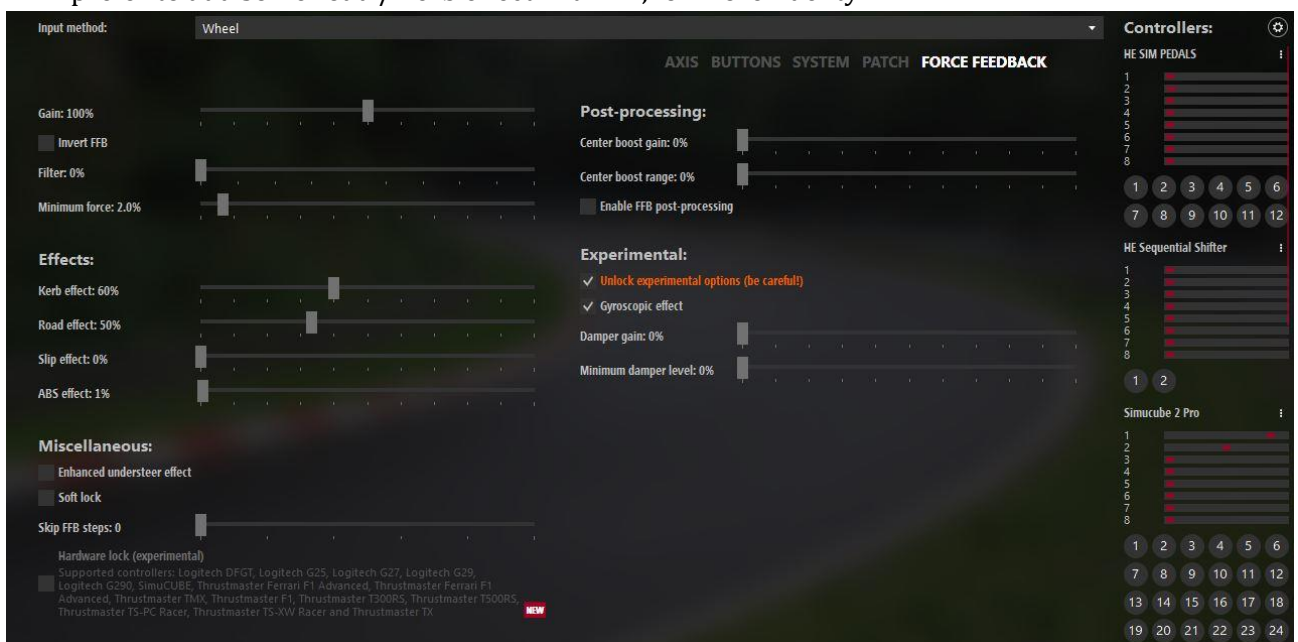 Input method: Wheel
AXIS BUTTONS SYSTEM PATCH FORCE FEEDBACK
Gain: 100%
Invert FFB
Filter: 0%
Minimum force: 2.0%
Effects:
Kerb effect: 60%
Road effect: 50%
Slip effect: 0%
ABS effect: 1%
Miscellaneous:
Enhanced understeer effect
Soft lock
Skip FFB steps: 0
Hardware lock (experimental)
Supported controllers: Logitech DFGT, Logitech G25, Logitech G27, Logitech G29,
Logitech G290, SimuCUBE, Thrustmaster Ferrari F1 Advanced, Thrustmaster Ferrari F1
Advanced, Thrustmaster TMX, Thrustmaster F1, Thrustmaster T300RS, Thrustmaster T500RS,
Thrustmaster TS-PC Racer, Thrustmaster TS-XW Racer and Thrustmaster TX
NEW
Post-processing:
Center boost gain: 0%
Center boost range: 0%
Enable FFB post-processing
Experimental:
Unlock experimental options (be careful!)
Gyroscopic effect
Damper gain: 0%
Minimum damper level: 0%
Controllers:
HE SIM PEDALS
1
2
3
4
5
6
7
8
1 2 3 4 5 6
7 8 9 10 11 12
HE Sequential Shifter
1
2
3
4
5
6
7
8
1 2
Simucube 2 Pro
1
2
3
4
5
6
7
8
1 2 3 4 5 6
7 8 9 10 11 12
13 14 15 16 17 18
19 20 21 22 23 24